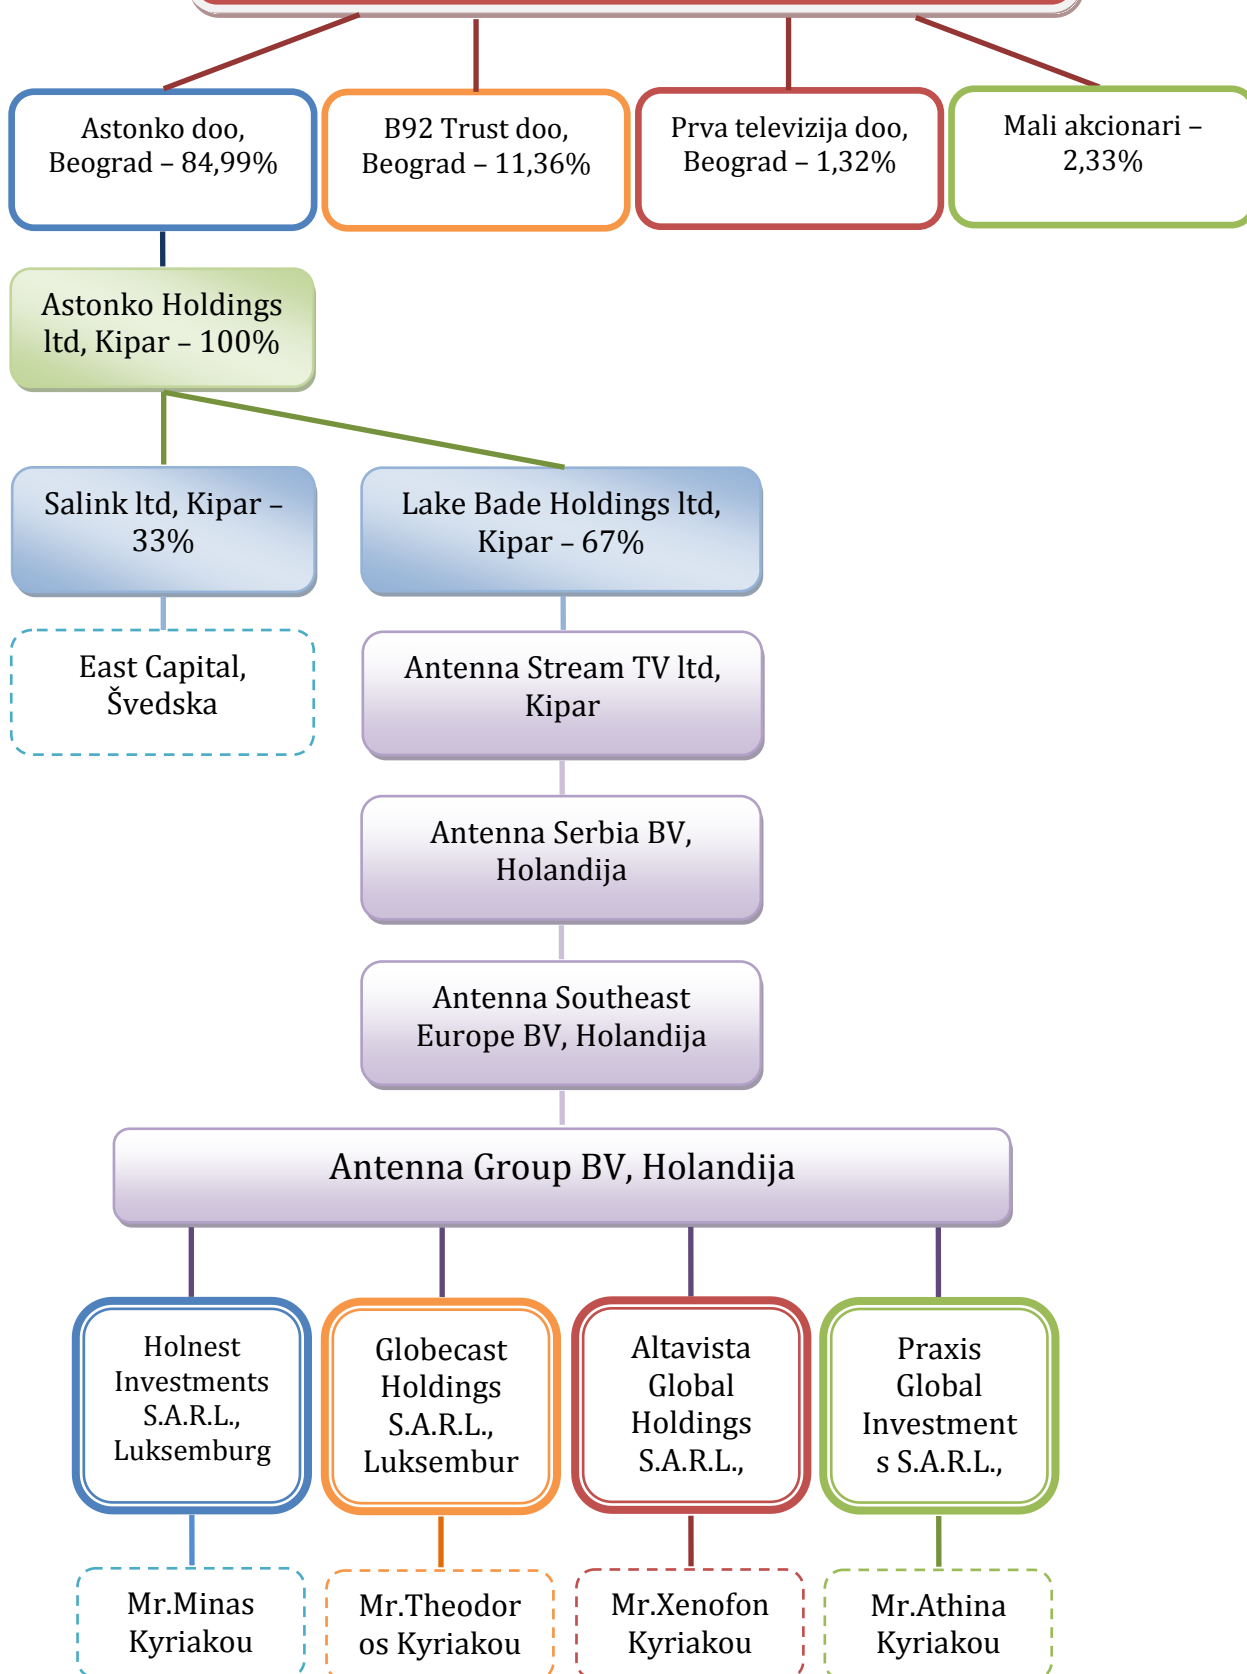 Astonko doo,
Beograd – 84,99%
B92 Trust doo,
Beograd – 11,36%
Prva televizija doo,
Beograd – 1,32%
Mali akcionari –
2,33%
Astonko Holdings
ltd, Kipar – 100%
Salink ltd, Kipar –
33%
Lake Bade Holdings ltd,
Kipar – 67%
East Capital,
Švedska
Antenna Stream TV ltd,
Kipar
Antenna Serbia BV,
Holandija
Antenna Southeast
Europe BV, Holandija
Antenna Group BV, Holandija
Holnest
Investments
S.A.R.L.,
Luksemburg
Globecast
Holdings
S.A.R.L.,
Luksembur
Altavista
Global
Holdings
S.A.R.L.,
Praxis
Global
Investment
s S.A.R.L.,
Mr.Minas
Kyriakou
Mr.Theodor
os Kyriakou
Mr.Xenofon
Kyriakou
Mr.Athina
Kyriakou